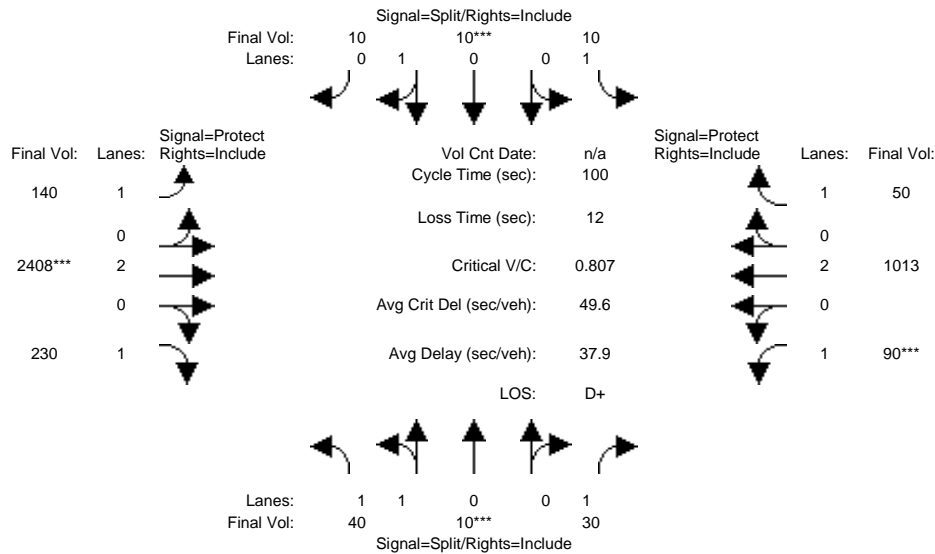 Signal=Split/Rights=Include
Final Vol: 10 10*** 10
Lanes: 0 1 0 0 1
Signal=Protect
Final Vol: Lanes: Rights=Include
Vol Cnt Date: n/a
Signal=Protect
Rights=Include Lanes: Final Vol:
Cycle Time (sec): 100
140 1
1 50
Loss Time (sec): 12
0
0
2408*** 2
Critical V/C: 0.807
2 1013
0
Avg Crit Del (sec/veh): 49.6
0
230 1
Avg Delay (sec/veh): 37.9
1 90***
LOS: D+
Lanes: 1 1 0 0 1
Final Vol: 40 10*** 30
Signal=Split/Rights=Include